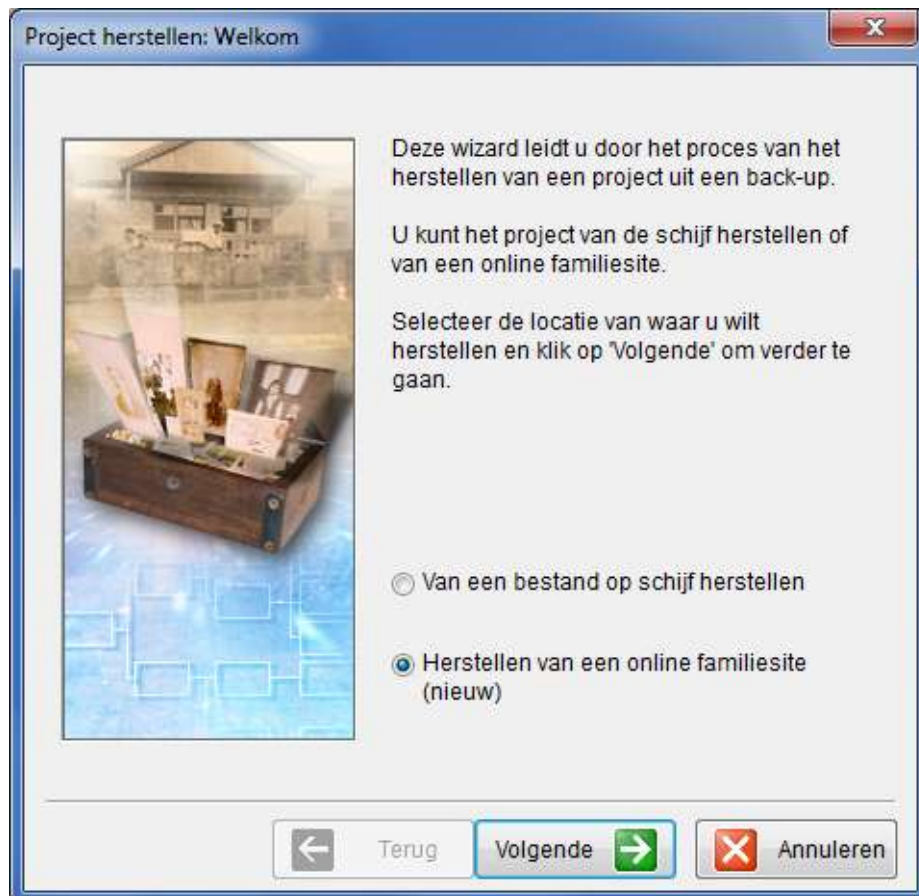 Project herstellen: Welkom
Deze wizard leidt u door het proces van het
herstellen van een project uit een back-up.
U kunt het project van de schijf herstellen of
van een online familiesite.
Selecteer de locatie van waar u wilt
herstellen en klik op 'Volgende' om verder te
gaan.
Van een bestand op schijf herstellen
Herstellen van een online familiesite
(nieuw)
Terug
Volgende
Annuleren